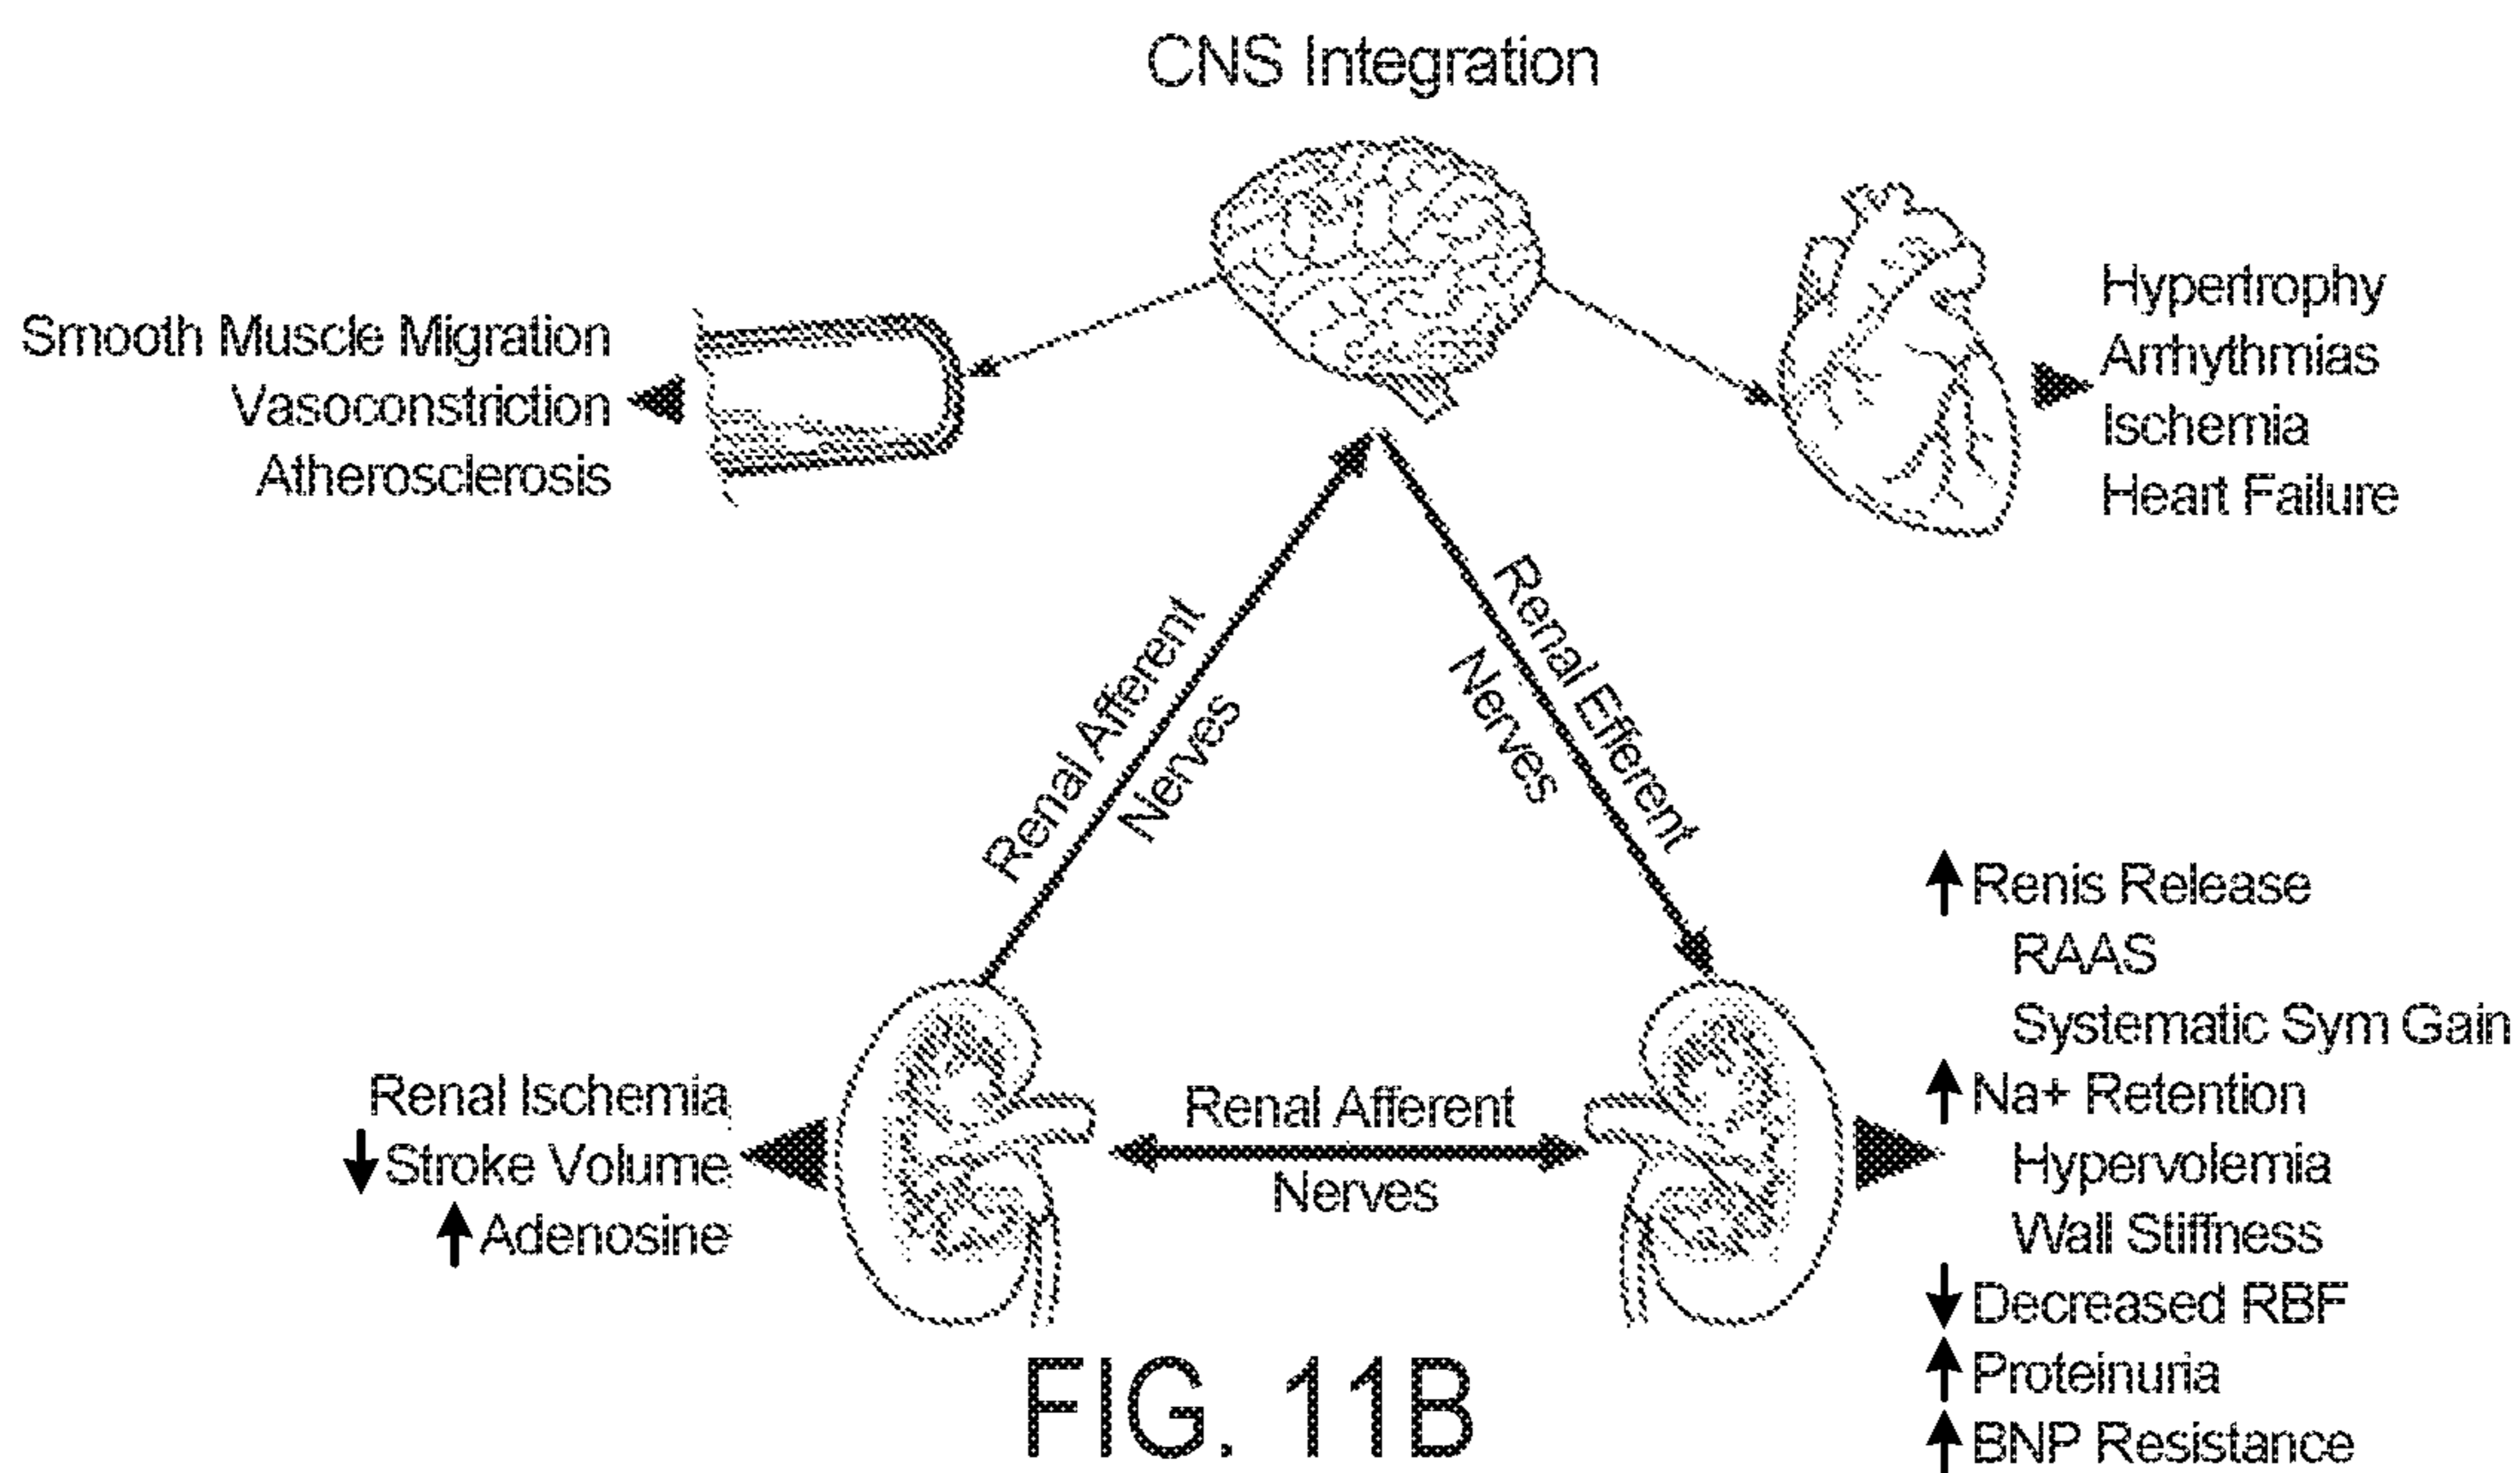 CNS Integration
Smooth Muscle Migration
Vasoconstriction
Atherosclerosis
Hypertrophy
Arrhythmias
Ischemia
Heart Failure
Renal Afferent
Nerves
Renal Efferent
Nerves
Renal Ischemia
↓Stroke Volume
↑Adenosine
Renal Afferent
Nerves
↑Renis Release
RAAS
Systematic Sym Gain
↑Na+ Retention
Hypervolemia
Wall Stiffness
↓Decreased RBF
↑Proteinuria
↑BNP Resistance
FIG. 11B